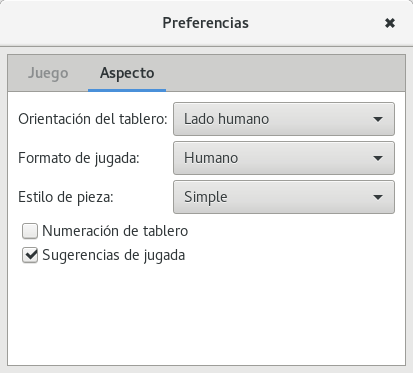 Preferencias
Juego Aspecto
Orientación del tablero: Lado humano
Formato de jugada: Humano
Estilo de pieza: Simple
Numeración de tablero
Sugerencias de jugada